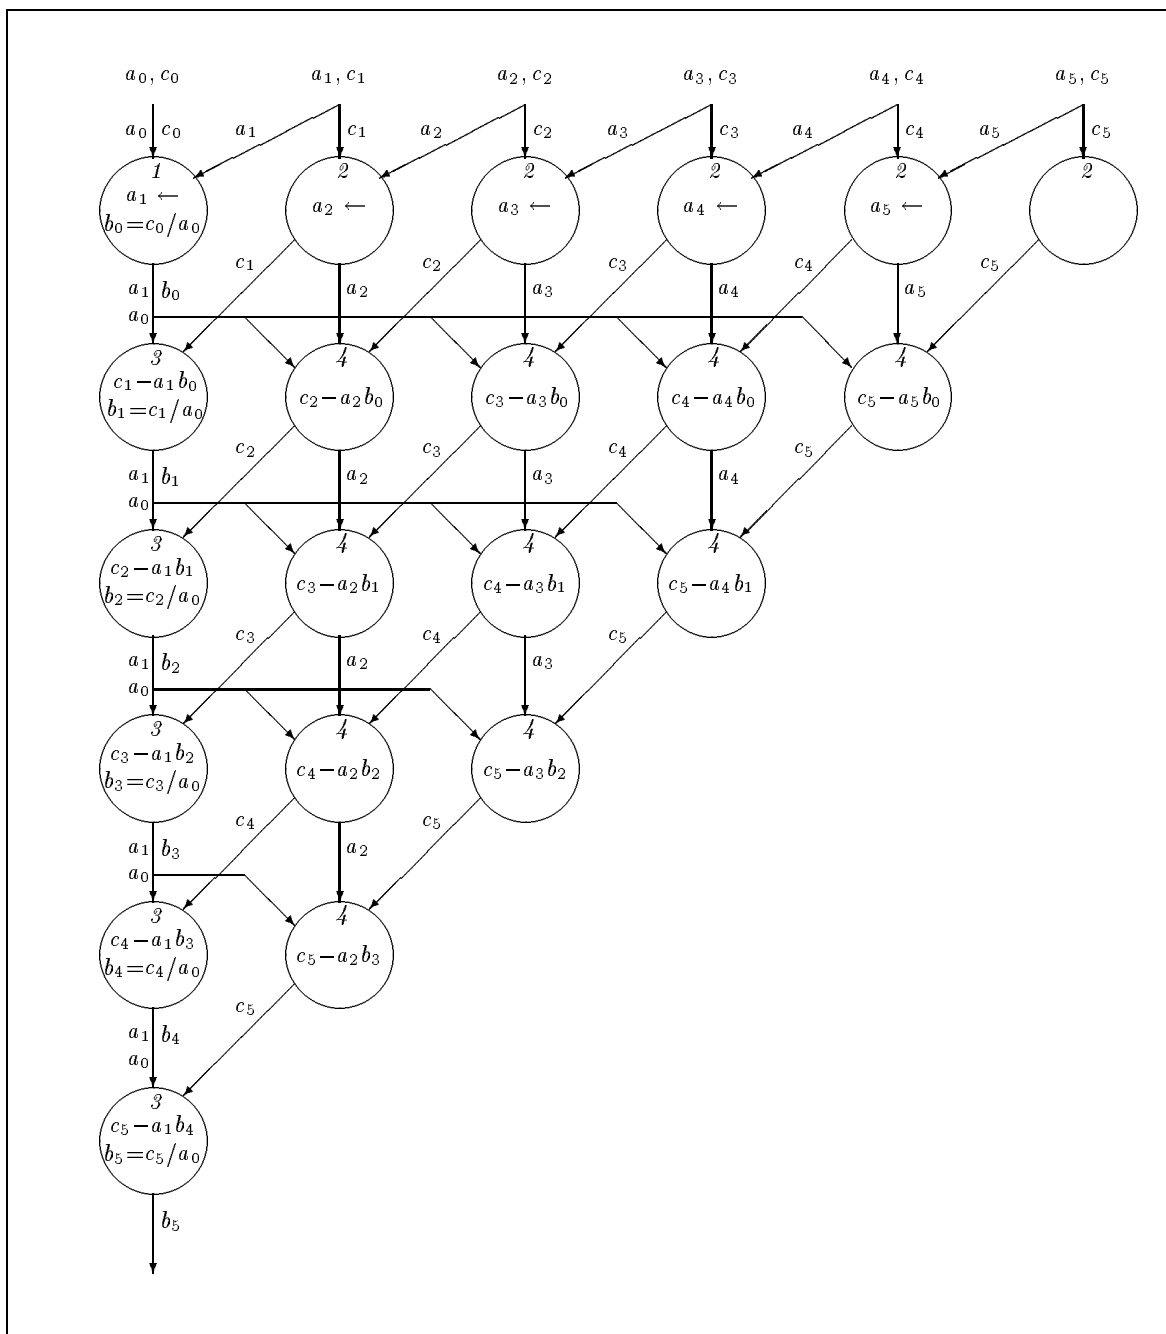 a₀, c₀ a₁, c₁ a₂, c₂ a₃, c₃ a₄, c₄ a₅, c₅
a₀ c₀ a₁ c₁ a₂ c₂ a₃ c₃ a₄ c₄ a₅ c₅
1 2 2 2 2 2
a₁ ← a₂ ← a₃ ← a₄ ← a₅ ←
b₀=c₀/a₀
c₁ c₂ c₃ c₄ c₅
a₁ b₀ a₂ a₃ a₄ a₅
a₀
3 4 4 4 4
c₁−a₁b₀ c₂−a₂b₀ c₃−a₃b₀ c₄−a₄b₀ c₅−a₅b₀
b₁=c₁/a₀
c₂ c₃ c₄ c₅
a₁ b₁ a₂ a₃ a₄
a₀
3 4 4 4
c₂−a₁b₁ c₃−a₂b₁ c₄−a₃b₁ c₅−a₄b₁
b₂=c₂/a₀
c₃ c₄ c₅
a₁ b₂ a₂ a₃
a₀
3 4 4
c₃−a₁b₂ c₄−a₂b₂ c₅−a₃b₂
b₃=c₃/a₀
c₄ c₅
a₁ b₃ a₂
a₀
3 4
c₄−a₁b₃ c₅−a₂b₃
b₄=c₄/a₀
c₅
a₁ b₄
a₀
3
c₅−a₁b₄
b₅=c₅/a₀
b₅